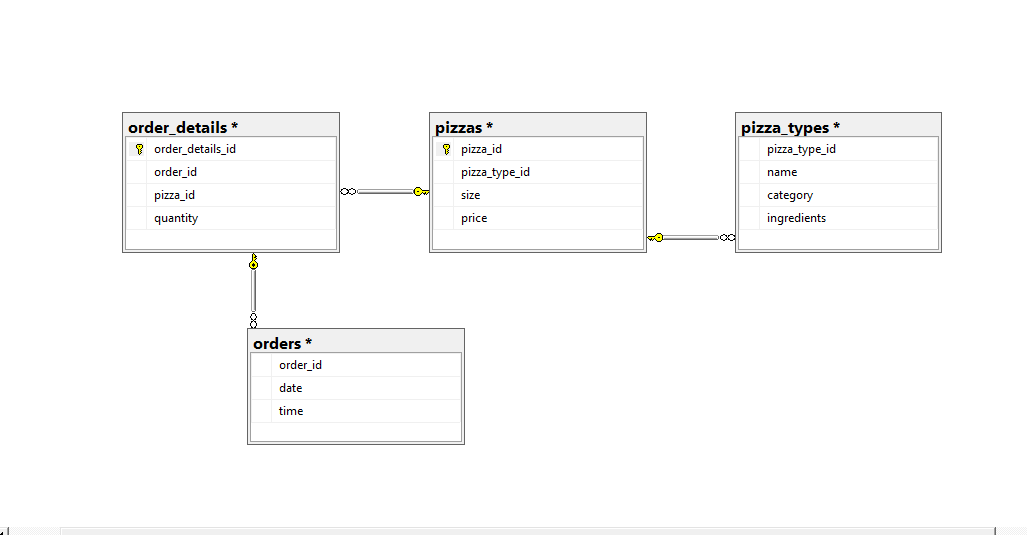 order_details *
order_details_id
order_id
pizza_id
quantity
pizzas *
pizza_id
pizza_type_id
size
price
pizza_types *
pizza_type_id
name
category
ingredients
orders *
order_id
date
time